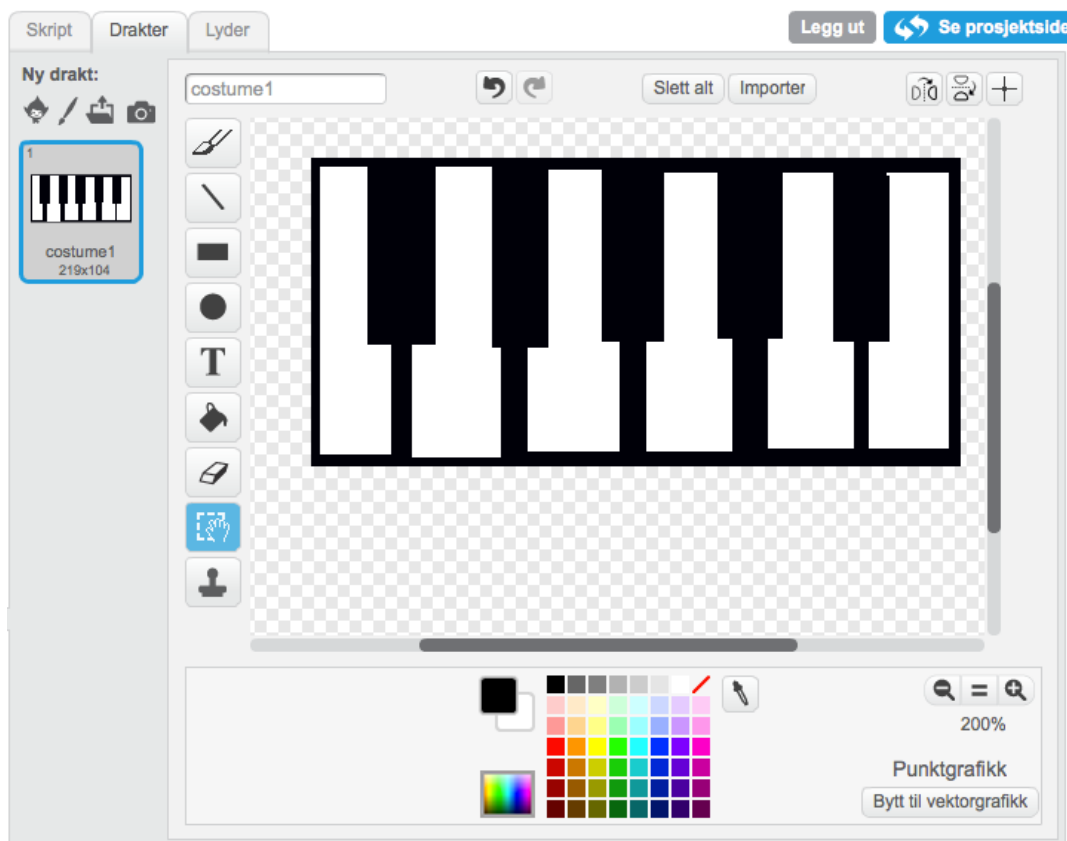 Skript Drakter Lyder
Legg ut Se prosjektside
Ny drakt:
1
costume1
219x104
costume1
Slett alt Importer
T
200%
Punktgrafikk
Bytt til vektorgrafikk